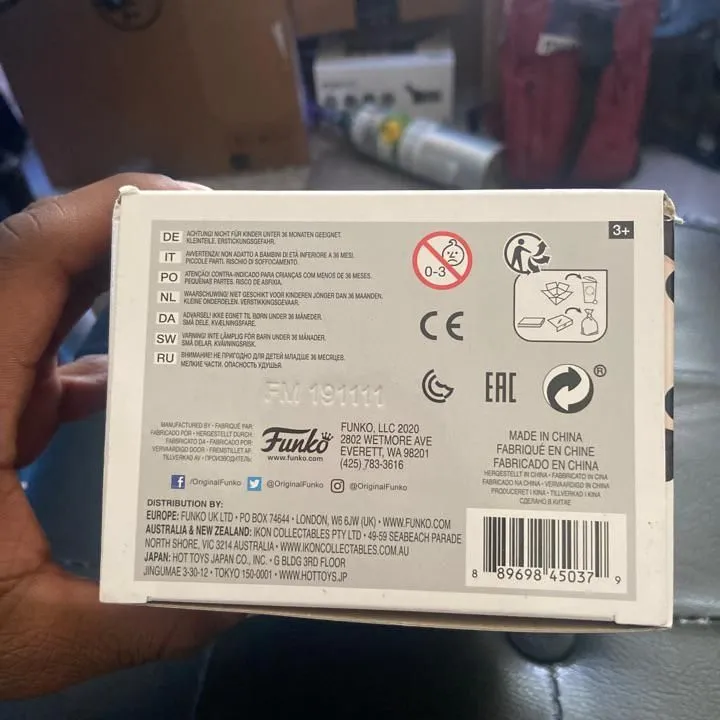 3+
DE ACHTUNG! NICHT FÜR KINDER UNTER 36 MONATEN GEEIGNET.
KLEINTEILE. ERSTICKUNGSGEFAHR.
IT AVVERTENZA! NON ADATTO A BAMBINI DI ETÀ INFERIORE A 36 MESI.
PICCOLE PARTI. RISCHIO DI SOFFOCAMENTO.
PO ATENÇÃO! CONTRA-INDICADO PARA CRIANÇAS COM MENOS DE 36 MESES.
PEQUENAS PARTES. RISCO DE ASFIXIA.
NL WAARSCHUWING! NIET GESCHIKT VOOR KINDEREN JONGER DAN 36 MAANDEN.
KLEINE ONDERDELEN. VERSTIKKINGSGEVAAR.
DA ADVARSEL! IKKE EGNET TIL BØRN UNDER 36 MÅNEDER.
SMÅ DELE. KVÆLNINGSFARE.
SW VARNING! INTE LÄMPLIG FÖR BARN UNDER 36 MÅNADER.
SMÅ DELAR. KVÄVNINGSRISK.
RU ВНИМАНИЕ! НЕ ПРИГОДНО ДЛЯ ДЕТЕЙ МЛАДШЕ 36 МЕСЯЦЕВ.
МЕЛКИЕ ЧАСТИ. ОПАСНОСТЬ УДУШЬЯ.
0-3
CE
EAC
®
FM 191111
MANUFACTURED BY • FABRIQUÉ PAR
FABRICADO POR • HERGESTELLT DURCH
FABBRICATO DA • FABRICADO POR
VERVAARDIGD DOOR • FREMSTILLET AF
TILLVERKAD AV • ПРОИЗВОДИТЕЛЬ:
Funko
www.funko.com
FUNKO, LLC 2020
2802 WETMORE AVE
EVERETT, WA 98201
(425) 783-3616
/OriginalFunko @OriginalFunko @OriginalFunko
MADE IN CHINA
FABRIQUÉ EN CHINE
FABRICADO EN CHINA
HERGESTELLT IN CHINA • FABBRICATO IN CINA
FABRICADO NA CHINA • VERVAARDIGD IN CHINA
PRODUCERET I KINA • TILLVERKAD I KINA
СДЕЛАНО В КИТАЕ
DISTRIBUTION BY:
EUROPE: FUNKO UK LTD • PO BOX 74644 • LONDON, W6 6JW (UK) • WWW.FUNKO.COM
AUSTRALIA & NEW ZEALAND: IKON COLLECTABLES PTY LTD • 49-59 SEABEACH PARADE
NORTH SHORE, VIC 3214 AUSTRALIA • WWW.IKONCOLLECTABLES.COM.AU
JAPAN: HOT TOYS JAPAN CO., INC. • G BLDG 3RD FLOOR
JINGUMAE 3-30-12 • TOKYO 150-0001 • WWW.HOTTOYS.JP
8 89698 45037 9